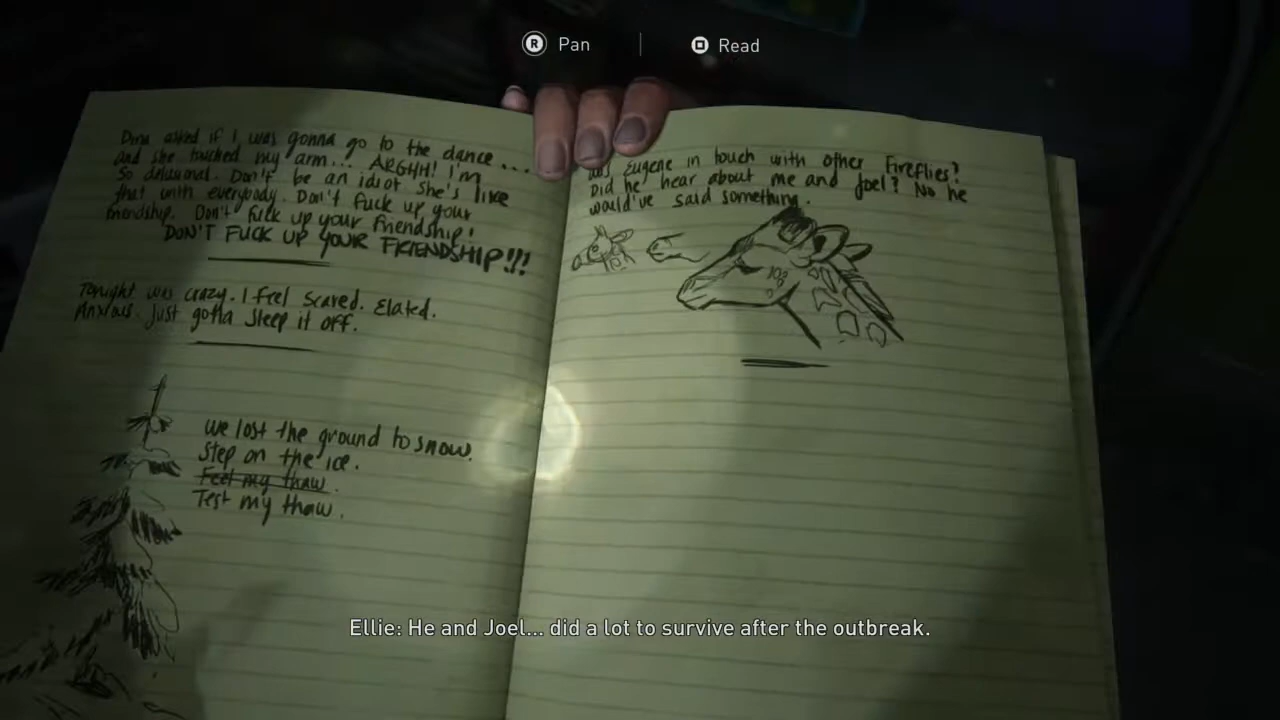 R Pan
Read
Dina asked if I was gonna go to the dance...
and she touched my arm... ARGHH! I'm
so delusional. Don't be an idiot she's like
that with everybody. Don't fuck up your
friendship. Don't fuck up your friendship!
DON'T FUCK UP YOUR FRIENDSHIP!!!
Tonight was crazy. I feel scared. Elated.
Anxious. Just gotta sleep it off.
We lost the ground to snow.
Step on the ice.
Feel my thaw.
Test my thaw.
Was Eugene in touch with other Fireflies?
Did he hear about me and Joel? No he
would've said something.
Ellie: He and Joel... did a lot to survive after the outbreak.